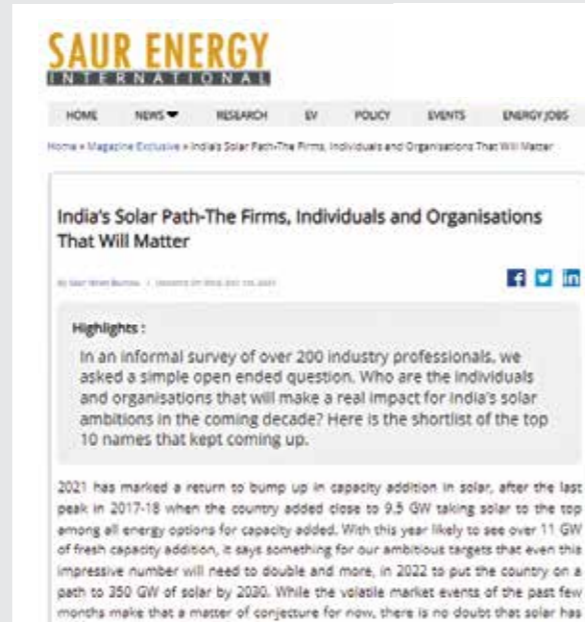 SAUR ENERGY
INTERNATIONAL
HOME NEWS RESEARCH EV POLICY EVENTS ENERGY JOBS
Home » Magazine Exclusive » India's Solar Path-The Firms, Individuals and Organisations That Will Matter
India's Solar Path-The Firms, Individuals and Organisations
That Will Matter
By Saur News Bureau
Highlights :
In an informal survey of over 200 industry professionals, we
asked a simple open ended question. Who are the individuals
and organisations that will make a real impact for India's solar
ambitions in the coming decade? Here is the shortlist of the top
10 names that kept coming up.
2021 has marked a return to bump up in capacity addition in solar, after the last
peak in 2017-18 when the country added close to 9.5 GW taking solar to the top
among all energy options for capacity added. With this year likely to see over 11 GW
of fresh capacity addition, it says something for our ambitious targets that even this
impressive number will need to double and more, in 2022 to put the country on a
path to 350 GW of solar by 2030. While the volatile market events of the past few
months make that a matter of conjecture for now, there is no doubt that solar has